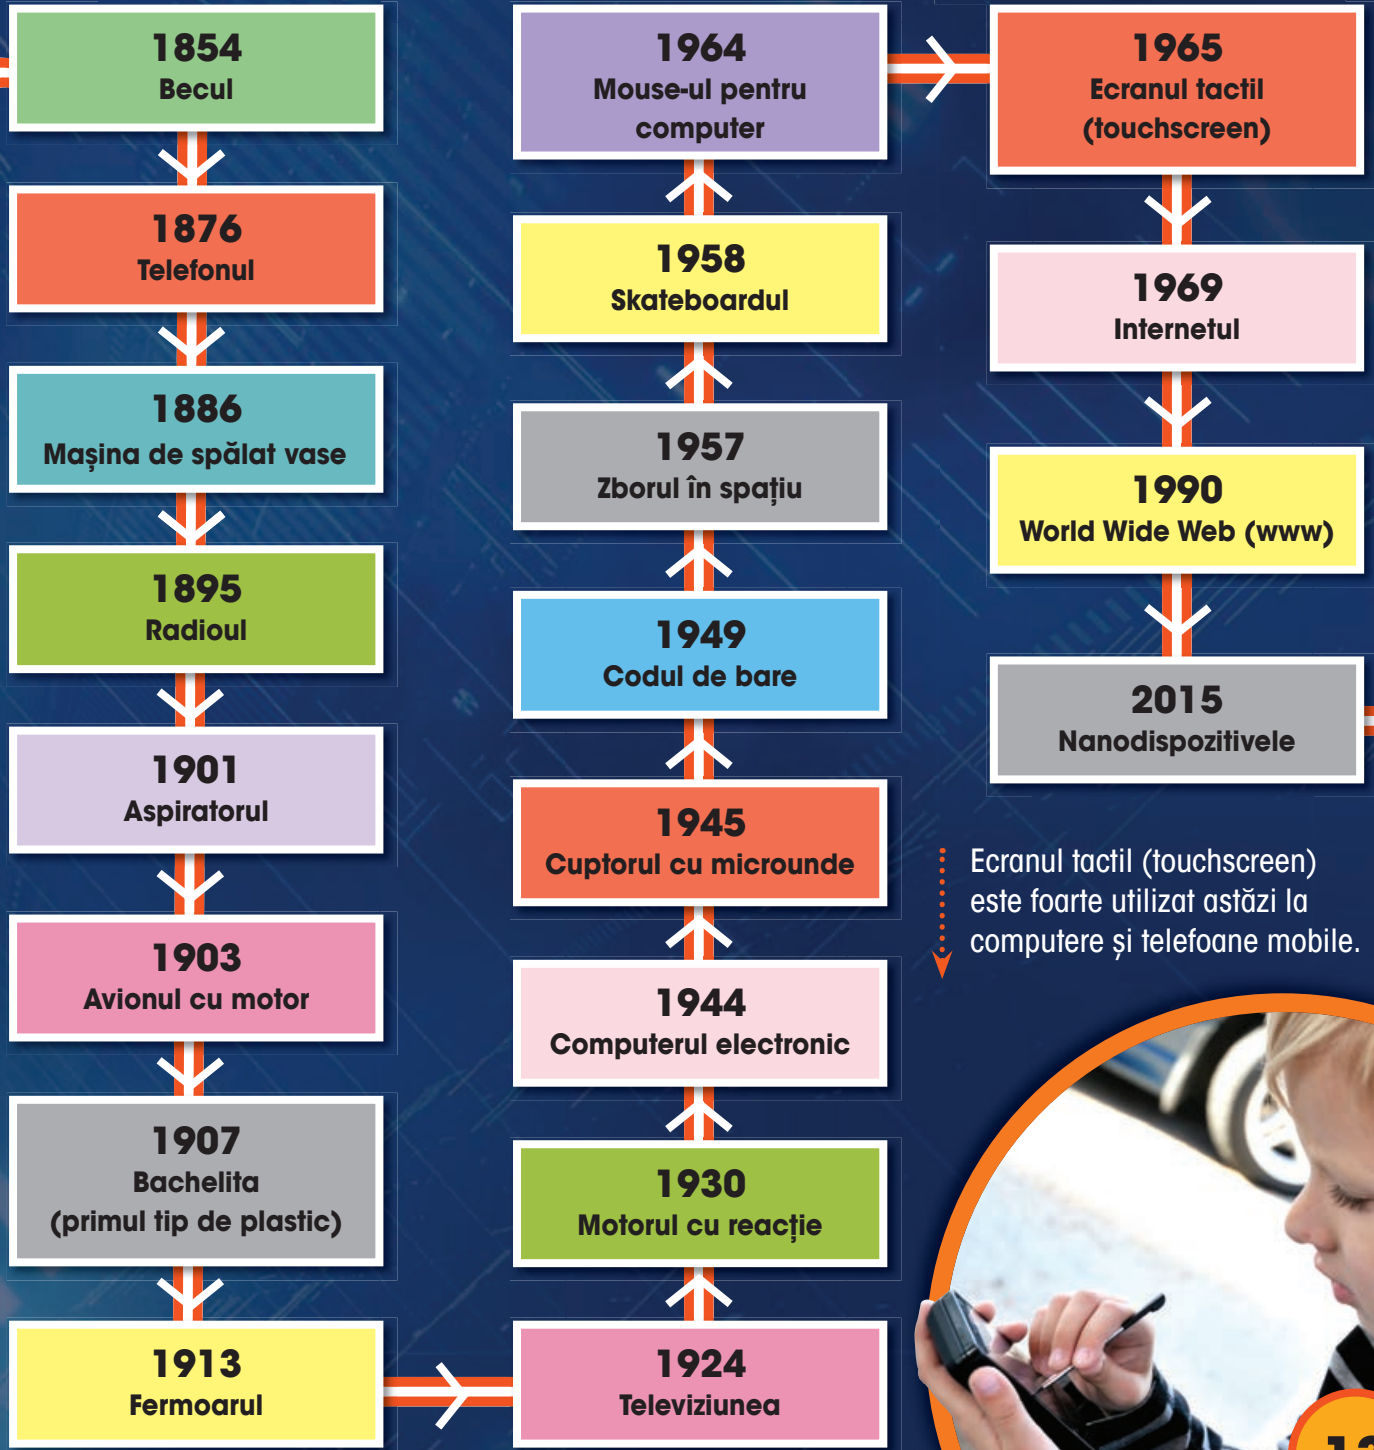 1854
Becul
1876
Telefonul
1886
Mașina de spălat vase
1895
Radioul
1901
Aspiratorul
1903
Avionul cu motor
1907
Bachelita
(primul tip de plastic)
1913
Fermoarul
1924
Televiziunea
1930
Motorul cu reacție
1944
Computerul electronic
1945
Cuptorul cu microunde
1949
Codul de bare
1957
Zborul în spațiu
1958
Skateboardul
1964
Mouse-ul pentru
computer
1965
Ecranul tactil
(touchscreen)
1969
Internetul
1990
World Wide Web (www)
2015
Nanodispozitivele
Ecranul tactil (touchscreen)
este foarte utilizat astăzi la
computere și telefoane mobile.